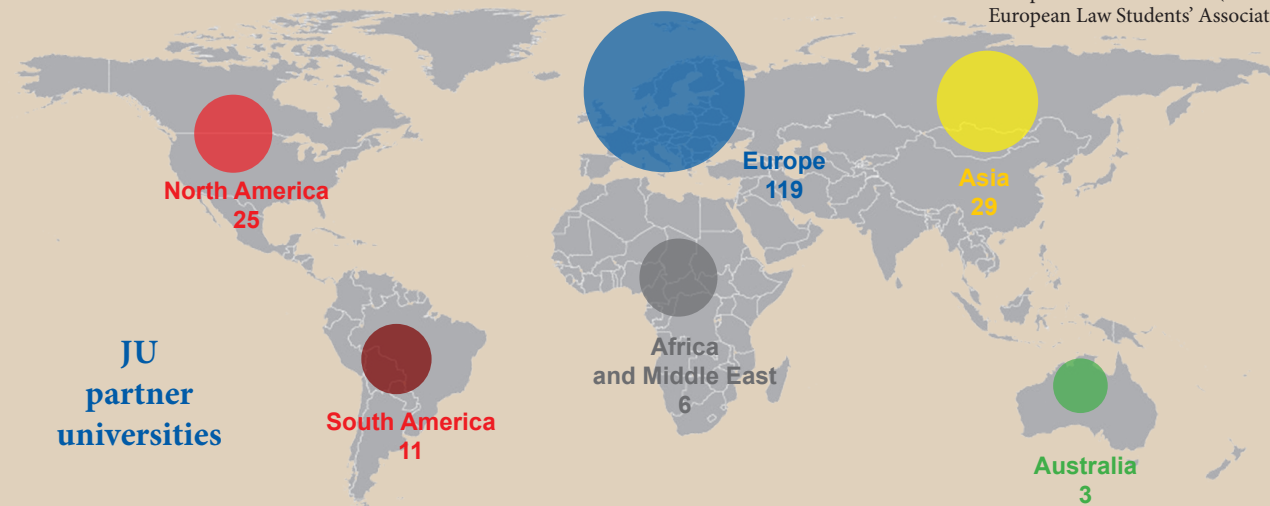 European Law Students' Associat
North America
25
Europe
119
Asia
29
Africa
and Middle East
6
South America
11
Australia
3
JU
partner
universities